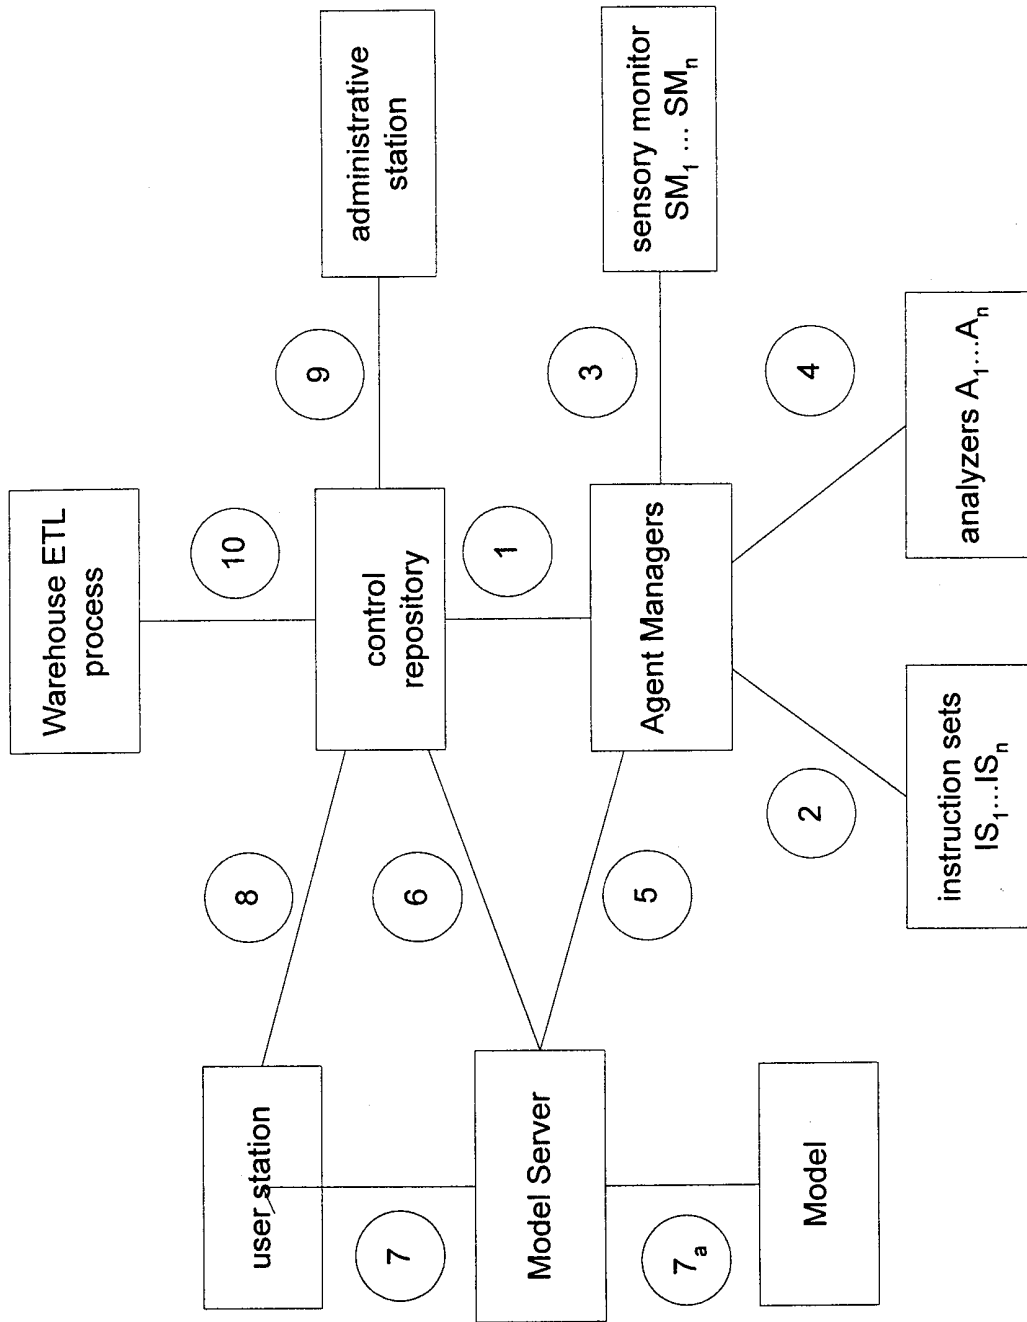 Warehouse ETL
process
user station
8
10
9
administrative
station
control
repository
7
6
1
Model Server
5
3
Agent Managers
sensory monitor
SM₁ ... SMₙ
7ₐ
Model
2
4
instruction sets
IS₁...ISₙ
analyzers A₁...Aₙ